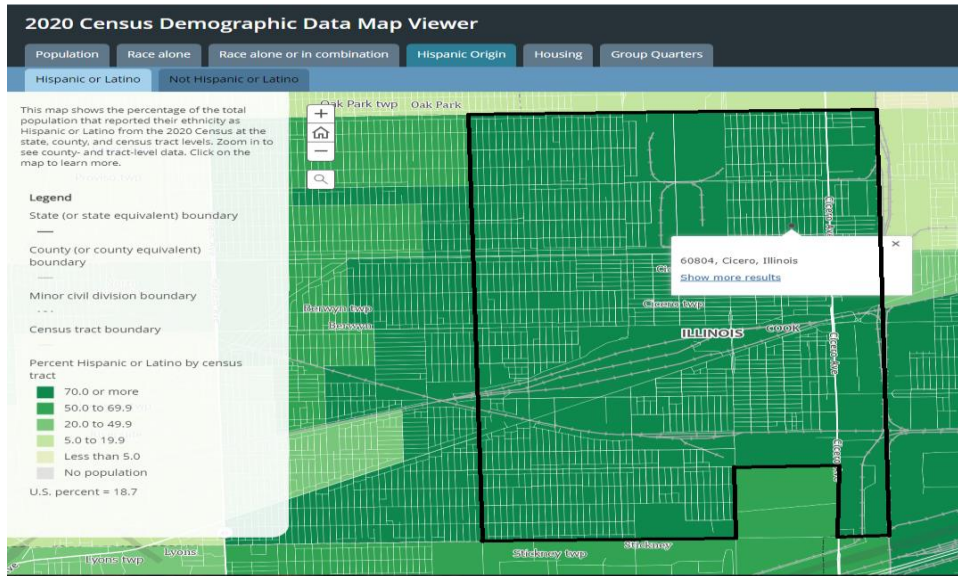 2020 Census Demographic Data Map Viewer
Population Race alone Race alone or in combination Hispanic Origin Housing Group Quarters
Hispanic or Latino Not Hispanic or Latino
This map shows the percentage of the total
population that reported their ethnicity as
Hispanic or Latino from the 2020 Census at the
state, county, and census tract levels. Zoom in to
see county- and tract-level data. Click on the
map to learn more.
Legend
State (or state equivalent) boundary
County (or county equivalent)
boundary
Minor civil division boundary
Census tract boundary
Percent Hispanic or Latino by census
tract
70.0 or more
50.0 to 69.9
20.0 to 49.9
5.0 to 19.9
Less than 5.0
No population
U.S. percent = 18.7
Oak Park twp Oak Park
+
−
Cicero Ave
×
60804, Cicero, Illinois
Show more results
Cicero twp
Berwyn twp
Berwyn
ILLINOIS COOK
Cicero Ave
Cicero Ave
Lyons
Lyons twp
Stickney twp
Stickney